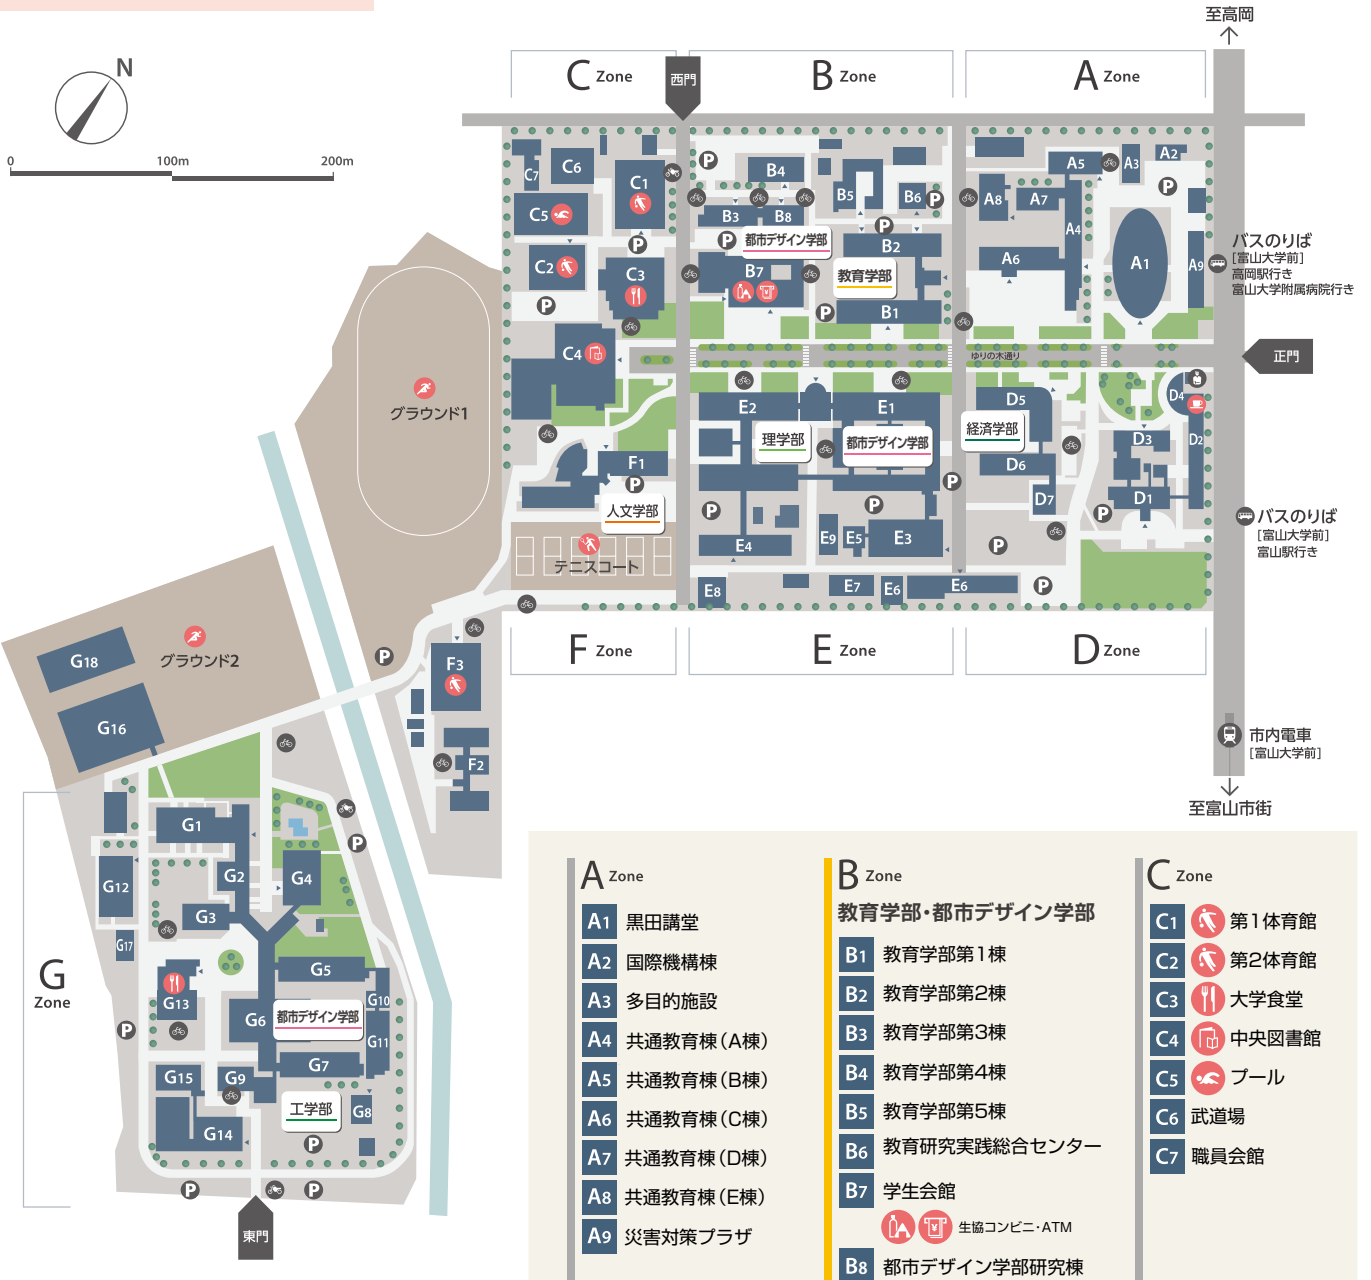 至高岡
N
0 100m 200m
C Zone
西門
B Zone
A Zone
C7
C6
C1
C5
C2
C3
C4
P
B4
B5
B6
B3
B8
都市デザイン学部
B2
B7
教育学部
B1
A5
A3
A2
A8
A7
A4
A6
A1
A9
バスのりば
[富山大学前]
高岡駅行き
富山大学附属病院行き
ゆりの木通り
正門
グラウンド1
F1
人文学部
テニスコート
E2
E1
理学部
都市デザイン学部
E4
E9
E5
E3
E8
E7
E6
E6
D5
経済学部
D6
D7
D4
D3
D2
D1
バスのりば
[富山大学前]
富山駅行き
F Zone
E Zone
D Zone
グラウンド2
G18
G16
F3
F2
市内電車
[富山大学前]
至富山市街
G Zone
G1
G2
G4
G12
G3
G17
G5
G13
G10
G6
都市デザイン学部
G11
G7
G15
G9
工学部
G8
G14
東門
A Zone
A1 黒田講堂
A2 国際機構棟
A3 多目的施設
A4 共通教育棟(A棟)
A5 共通教育棟(B棟)
A6 共通教育棟(C棟)
A7 共通教育棟(D棟)
A8 共通教育棟(E棟)
A9 災害対策プラザ
B Zone
教育学部・都市デザイン学部
B1 教育学部第1棟
B2 教育学部第2棟
B3 教育学部第3棟
B4 教育学部第4棟
B5 教育学部第5棟
B6 教育研究実践総合センター
B7 学生会館
生協コンビニ・ATM
B8 都市デザイン学部研究棟
C Zone
C1 第1体育館
C2 第2体育館
C3 大学食堂
C4 中央図書館
C5 プール
C6 武道場
C7 職員会館